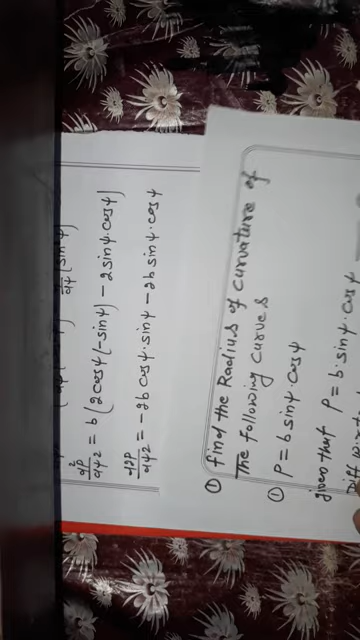 ① find the Radius of curvature of
The following curves
① P = b sinψ.cosψ
given that P = b.sinψ.cosψ
d²P/dψ² = b(2cosψ(-sinψ) - 2sinψ.cosψ)
d²P/dψ² = -2b cosψ.sinψ - 2b sinψ.cosψ